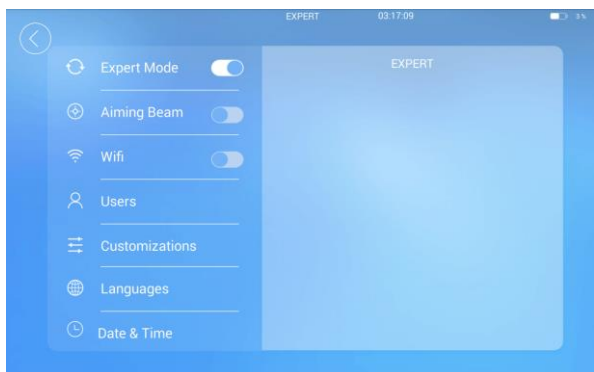 EXPERT 03:17:09 3%
Expert Mode
EXPERT
Aiming Beam
Wifi
Users
Customizations
Languages
Date & Time